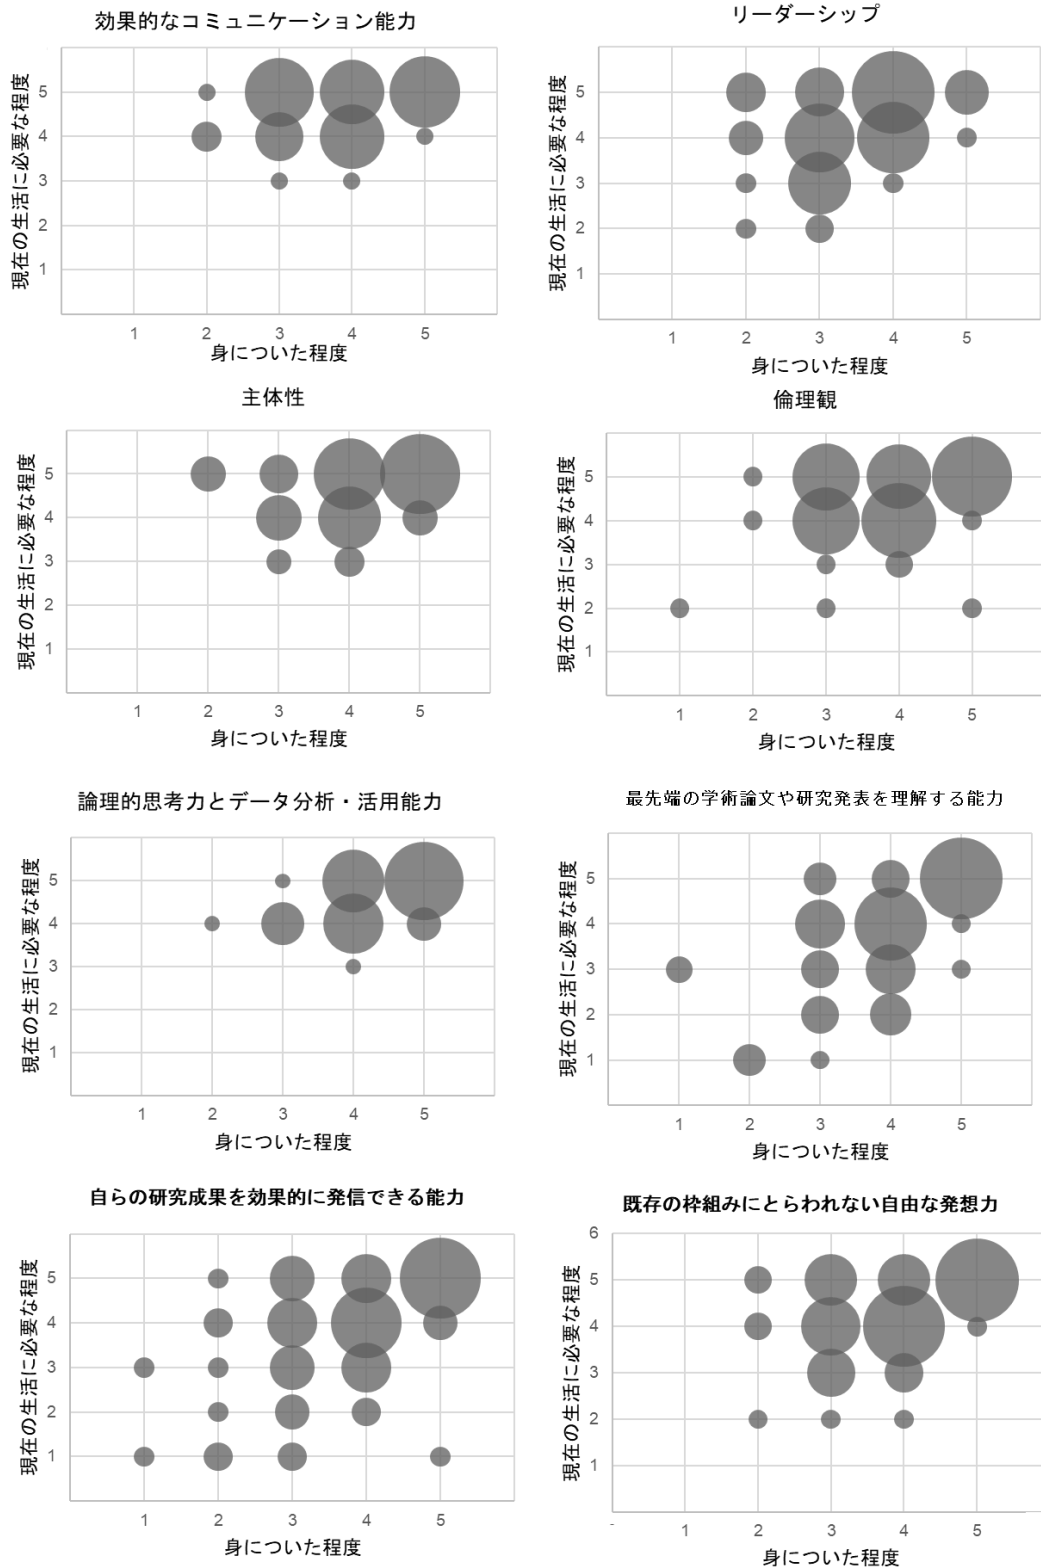 効果的なコミュニケーション能力
現在の生活に必要な程度
5
4
3
2
1
1 2 3 4 5
身についた程度
リーダーシップ
現在の生活に必要な程度
5
4
3
2
1
1 2 3 4 5
身についた程度
主体性
現在の生活に必要な程度
5
4
3
2
1
1 2 3 4 5
身についた程度
倫理観
現在の生活に必要な程度
5
4
3
2
1
1 2 3 4 5
身についた程度
論理的思考力とデータ分析・活用能力
現在の生活に必要な程度
5
4
3
2
1
1 2 3 4 5
身についた程度
最先端の学術論文や研究発表を理解する能力
現在の生活に必要な程度
5
4
3
2
1
1 2 3 4 5
身についた程度
自らの研究成果を効果的に発信できる能力
現在の生活に必要な程度
5
4
3
2
1
1 2 3 4 5
身についた程度
既存の枠組みにとらわれない自由な発想力
現在の生活に必要な程度
6
5
4
3
2
1
1 2 3 4 5
身についた程度